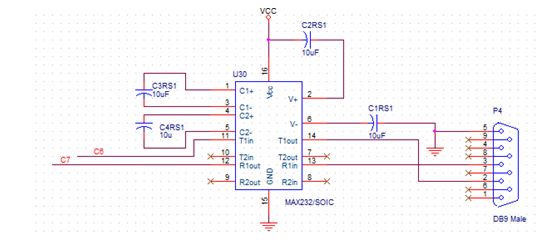 VCC
C2RS1
10uF
U30
C3RS1
10uF
C4RS1
10u
16
Vcc
1 C1+ V+ 2
3 C1-
4 C2+
V- 6
C1RS1
10uF
5 C2-
11 T1in T1out 14
10 T2in T2out 7
12 R1out R1in 13
9 R2out R2in 8
GND
15
MAX232/SOIC
C6
C7
P4
5
9
4
8
3
7
2
6
1
DB9 Male